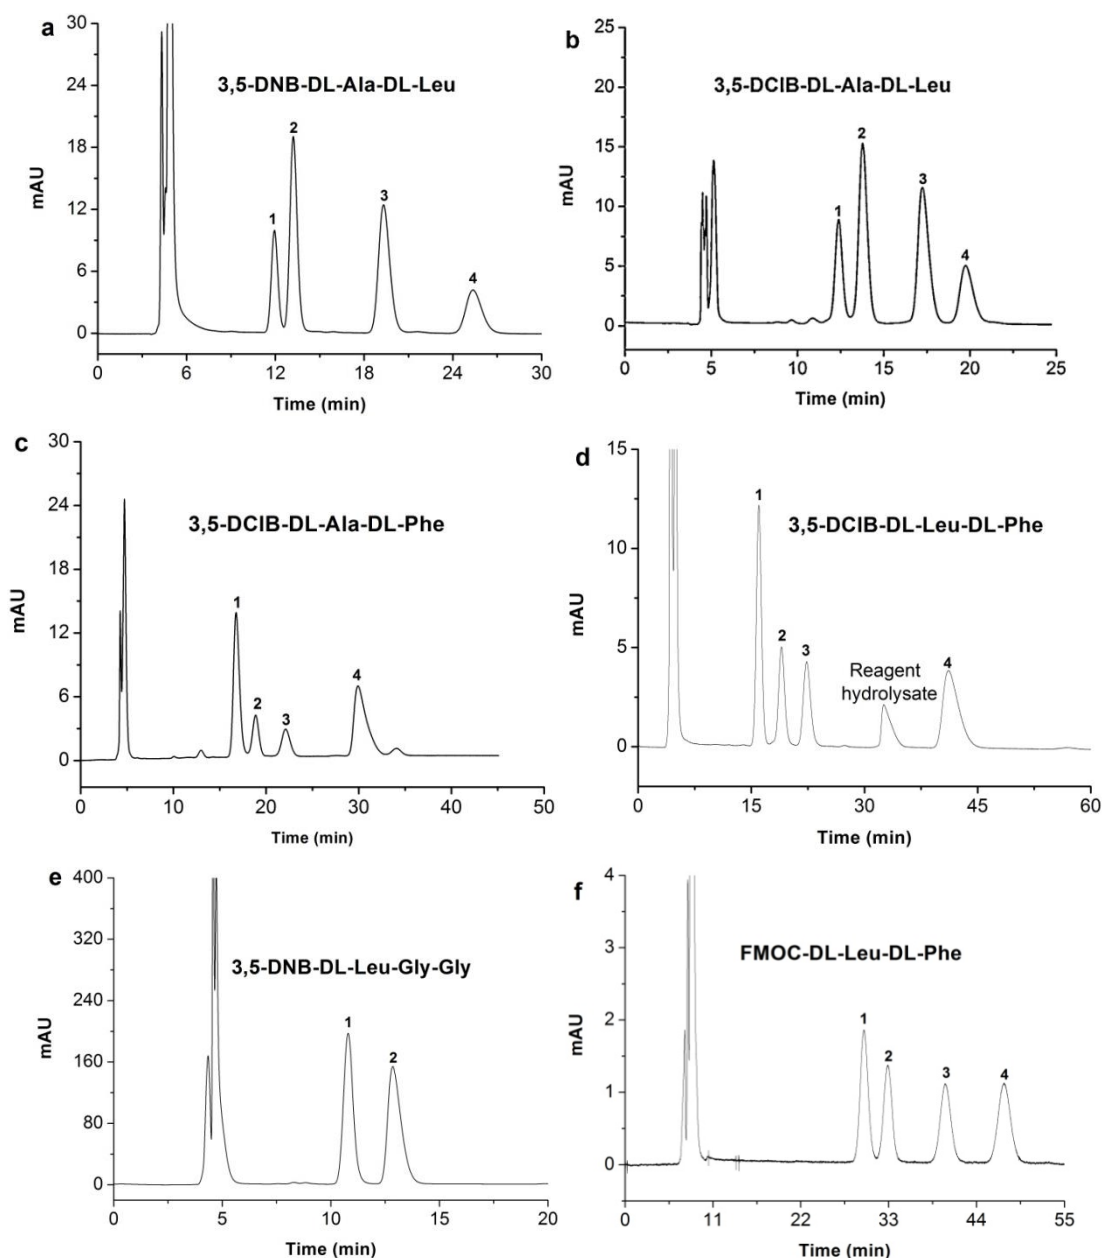 a
3,5-DNB-DL-Ala-DL-Leu
30
24
18
12
6
0
mAU
1
2
3
4
0 6 12 18 24 30
Time (min)
b
3,5-DClB-DL-Ala-DL-Leu
25
20
15
10
5
0
mAU
1
2
3
4
0 5 10 15 20 25
Time (min)
c
3,5-DClB-DL-Ala-DL-Phe
30
24
18
12
6
0
mAU
1
2
3
4
0 10 20 30 40 50
Time (min)
d
3,5-DClB-DL-Leu-DL-Phe
15
10
5
0
mAU
1
2
3
Reagent
hydrolysate
4
0 15 30 45 60
Time (min)
e
3,5-DNB-DL-Leu-Gly-Gly
400
320
240
160
80
0
mAU
1
2
0 5 10 15 20
Time (min)
f
FMOC-DL-Leu-DL-Phe
4
3
2
1
0
mAU
1
2
3
4
0 11 22 33 44 55
Time (min)